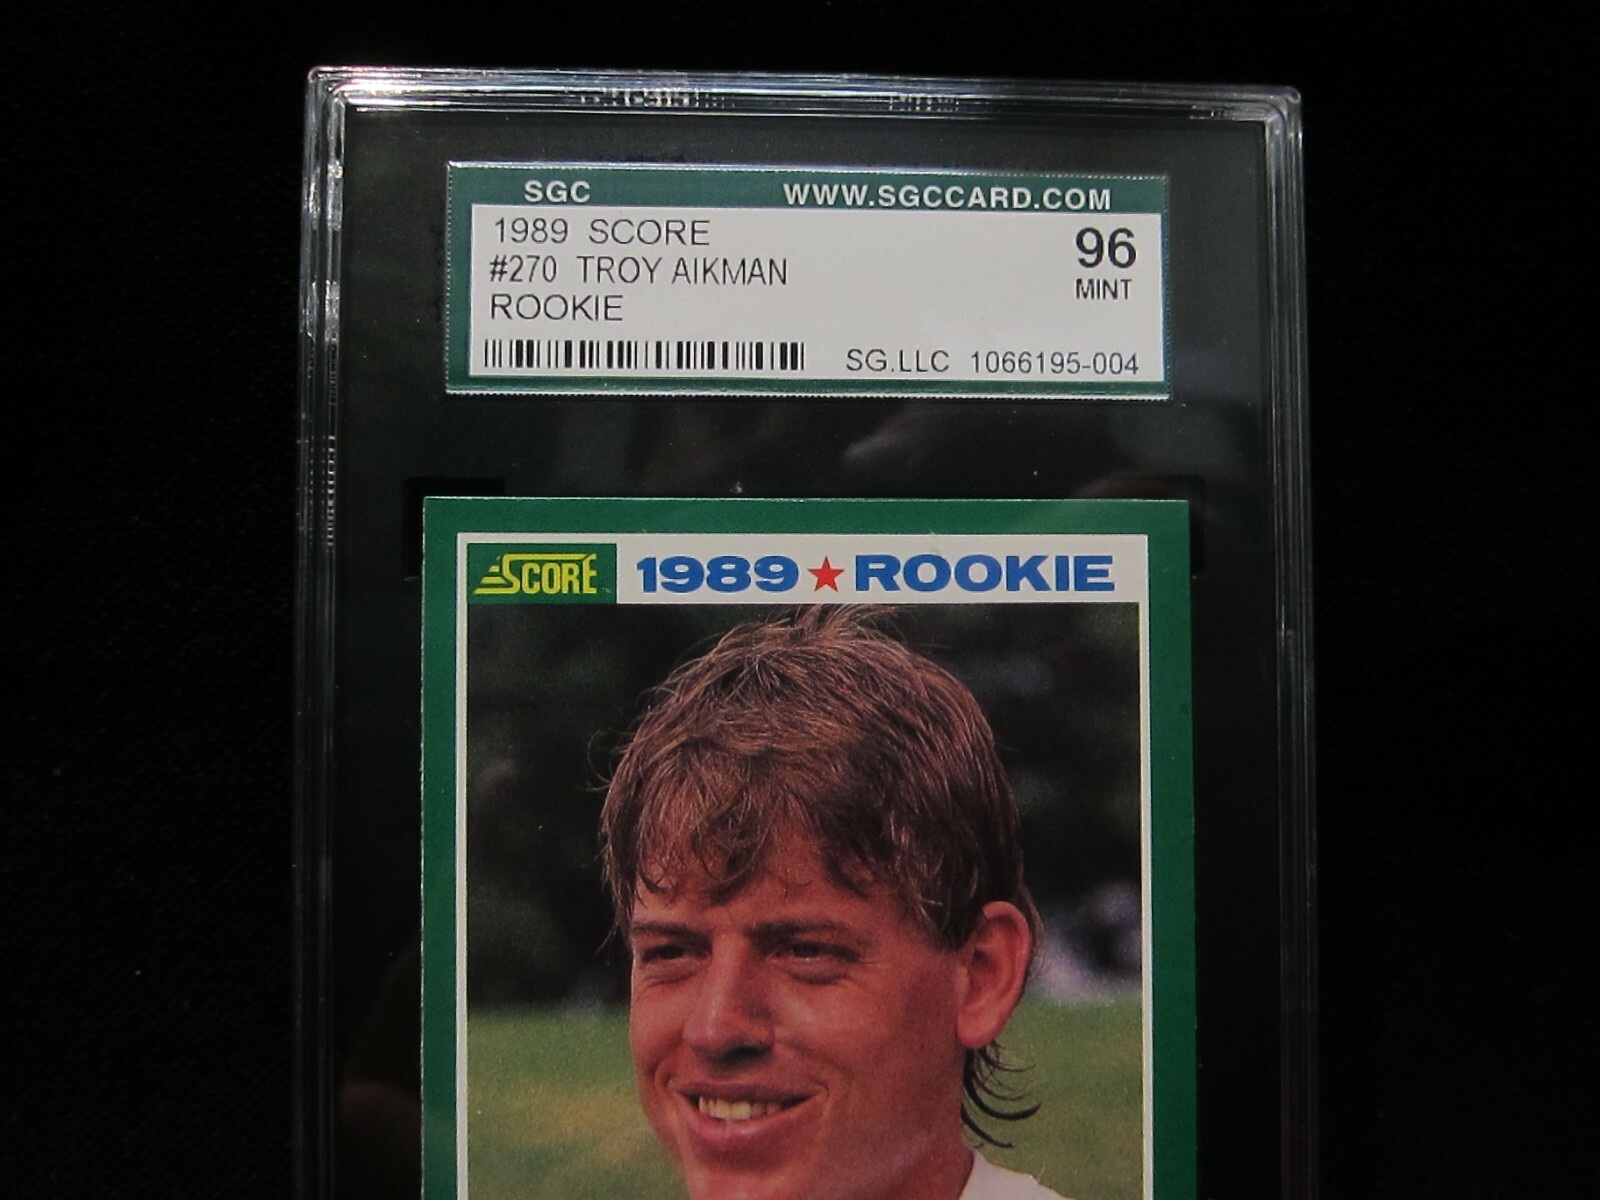 SGC WWW.SGCCARD.COM
1989 SCORE 96
#270 TROY AIKMAN MINT
ROOKIE
SG.LLC 1066195-004
SCORE 1989 ★ ROOKIE